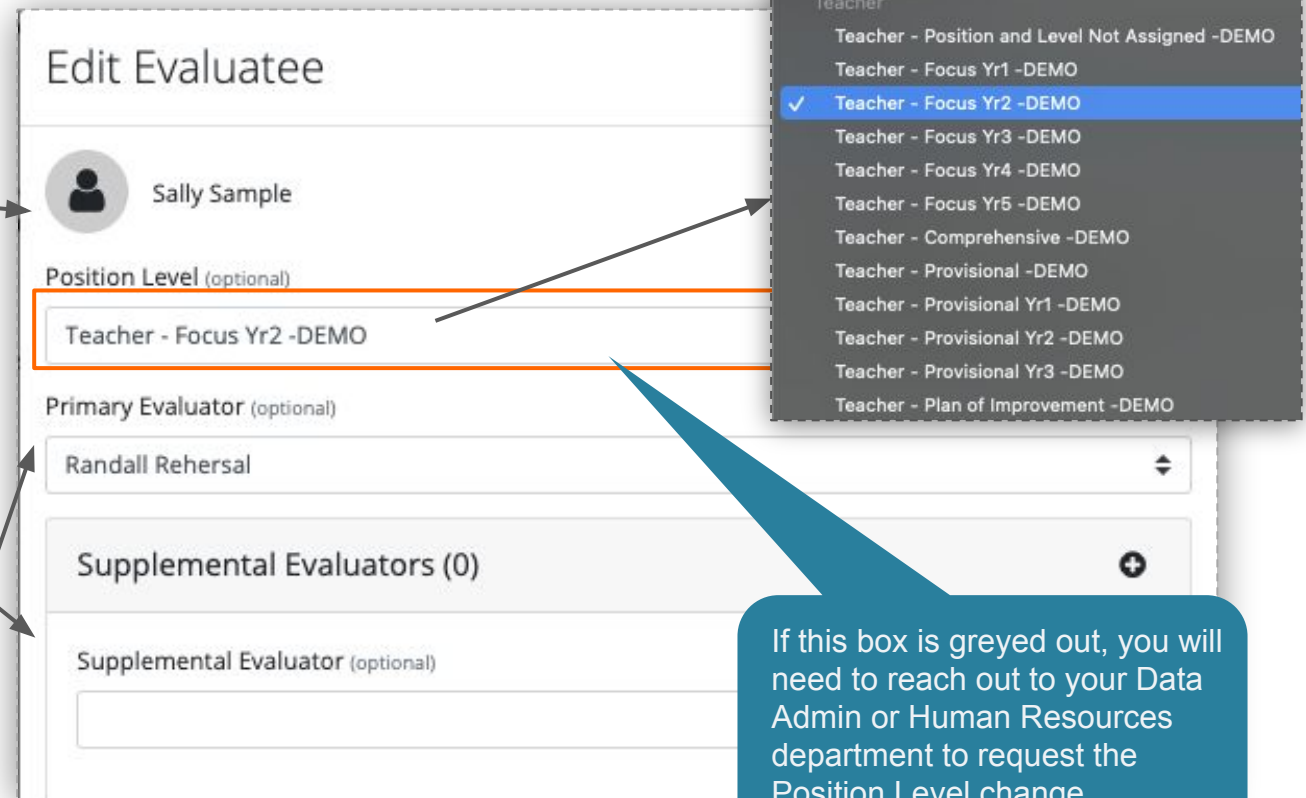 Edit Evaluatee
Sally Sample
Position Level (optional)
Teacher - Focus Yr2 -DEMO
Primary Evaluator (optional)
Randall Rehersal
Supplemental Evaluators (0)
Supplemental Evaluator (optional)
Teacher
Teacher - Position and Level Not Assigned -DEMO
Teacher - Focus Yr1 -DEMO
✓ Teacher - Focus Yr2 -DEMO
Teacher - Focus Yr3 -DEMO
Teacher - Focus Yr4 -DEMO
Teacher - Focus Yr5 -DEMO
Teacher - Comprehensive -DEMO
Teacher - Provisional -DEMO
Teacher - Provisional Yr1 -DEMO
Teacher - Provisional Yr2 -DEMO
Teacher - Provisional Yr3 -DEMO
Teacher - Plan of Improvement -DEMO
If this box is greyed out, you will
need to reach out to your Data
Admin or Human Resources
department to request the
Position Level change